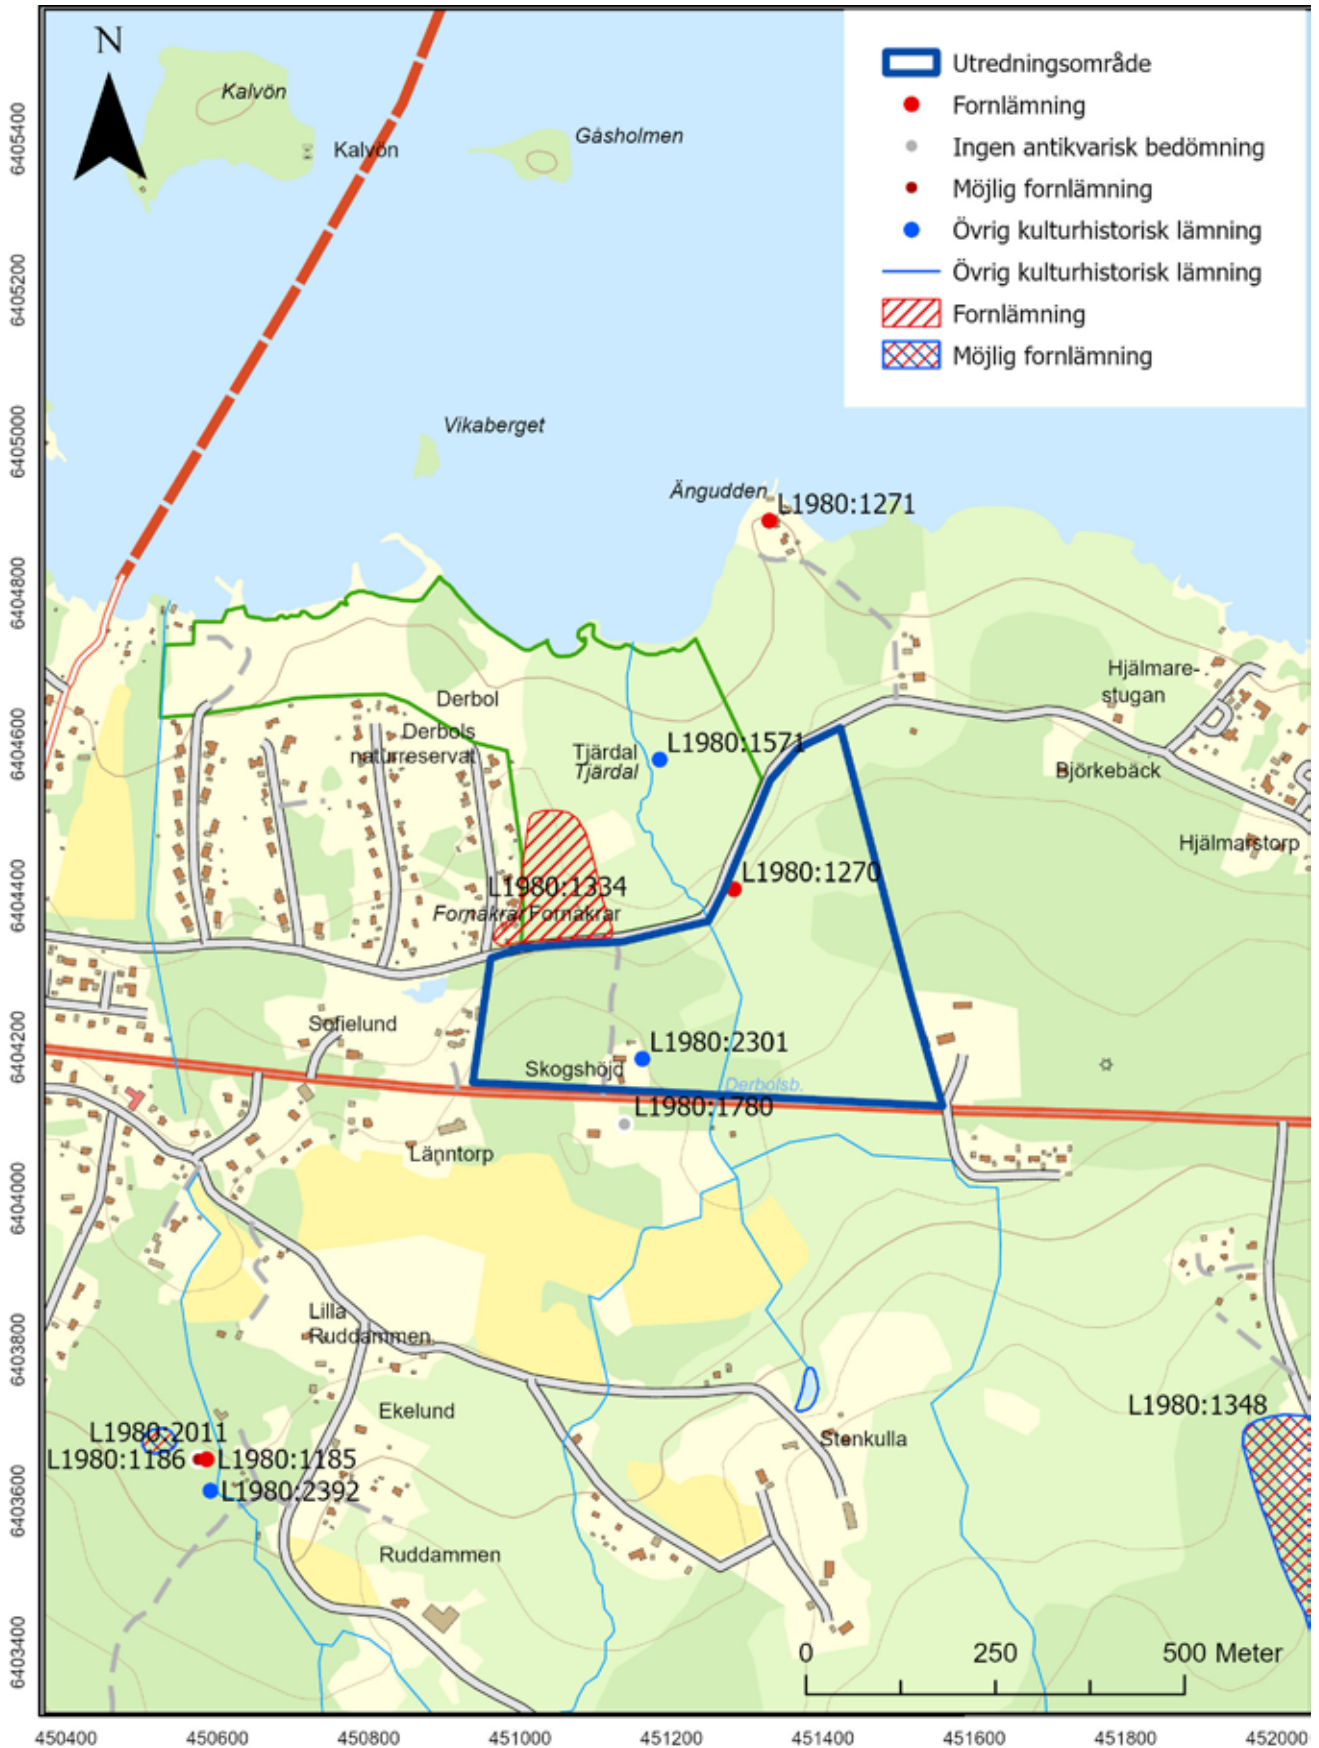 N
Utredningsområde
Fornlämning
Ingen antikvarisk bedömning
Möjlig fornlämning
Övrig kulturhistorisk lämning
Övrig kulturhistorisk lämning
Fornlämning
Möjlig fornlämning
Kalvön
Kalvön
Gåsholmen
Vikaberget
Ängudden
L1980:1271
Hjälmare-
stugan
Derbol
Derbols
naturreservat
Tjärdal
Tjärdal
L1980:1571
Björkebäck
Hjälmarstorp
L1980:1270
L1980:1334
Fornåkrar Fornåkrar
Sofielund
L1980:2301
Skogshöjd
Derbolsb.
L1980:1780
Länntorp
Lilla
Ruddammen
Ekelund
L1980:1348
Stenkulla
L1980:2011
L1980:1186
L1980:1185
L1980:2392
Ruddammen
0 250 500 Meter
6405400
6405200
6405000
6404800
6404600
6404400
6404200
6404000
6403800
6403600
6403400
450400 450600 450800 451000 451200 451400 451600 451800 452000